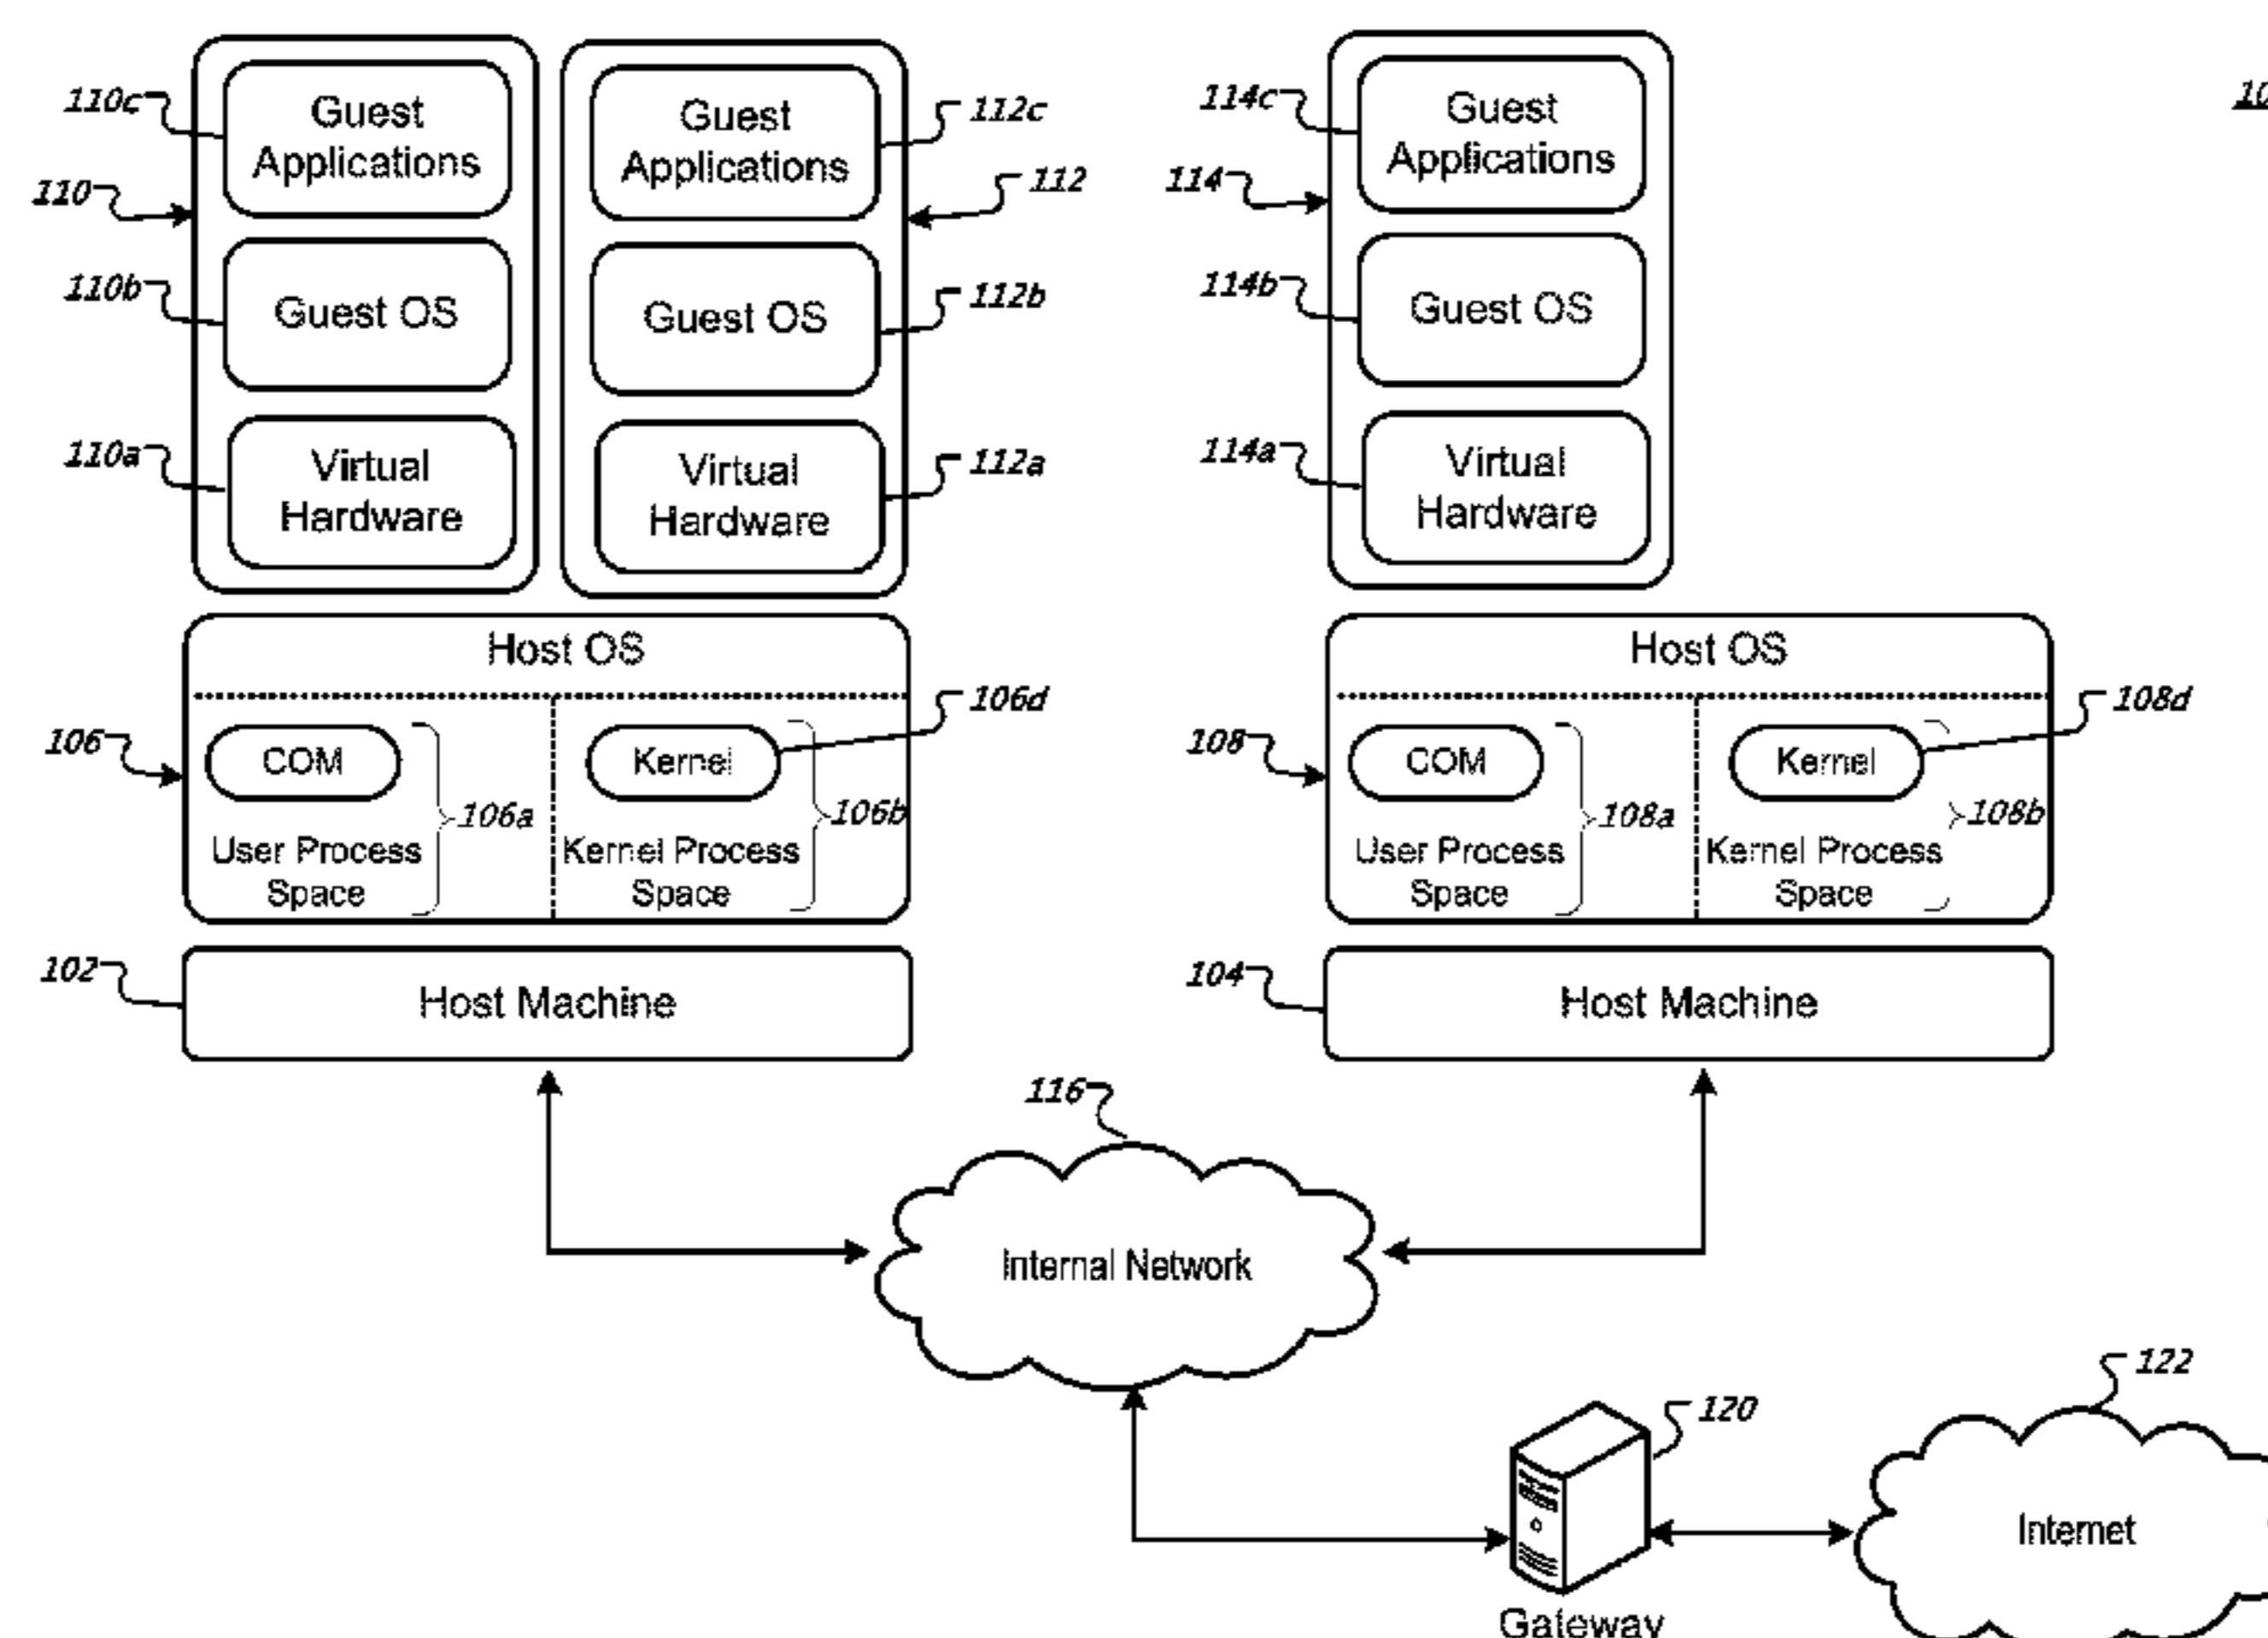 110c
Guest
Applications
110
110b
Guest OS
110a
Virtual
Hardware
Guest
Applications
112c
112
Guest OS
112b
Virtual
Hardware
112a
114c
Guest
Applications
114
114b
Guest OS
114a
Virtual
Hardware
Host OS
106
COM
106a
User Process
Space
Kernel
106d
106b
Kernel Process
Space
Host OS
108
COM
108a
User Process
Space
Kernel
108d
108b
Kernel Process
Space
102
Host Machine
104
Host Machine
116
Internal Network
120
Gateway
122
Internet